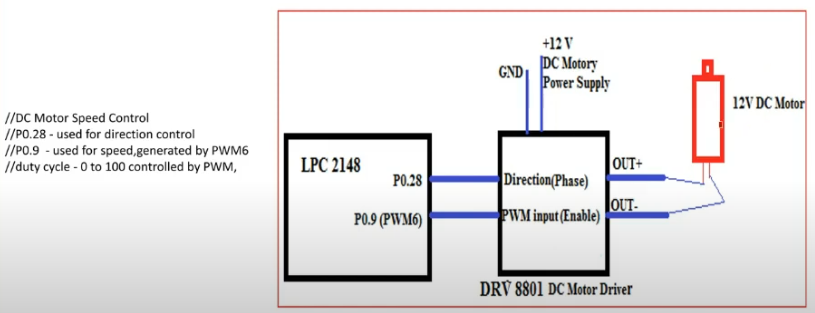 //DC Motor Speed Control
//P0.28 - used for direction control
//P0.9  - used for speed,generated by PWM6
//duty cycle - 0 to 100 controlled by PWM,
+12 V
GND
DC Motory
Power Supply
12V DC Motor
LPC 2148
P0.28
P0.9 (PWM6)
Direction(Phase)
PWM input (Enable)
OUT+
OUT-
DRV 8801 DC Motor Driver